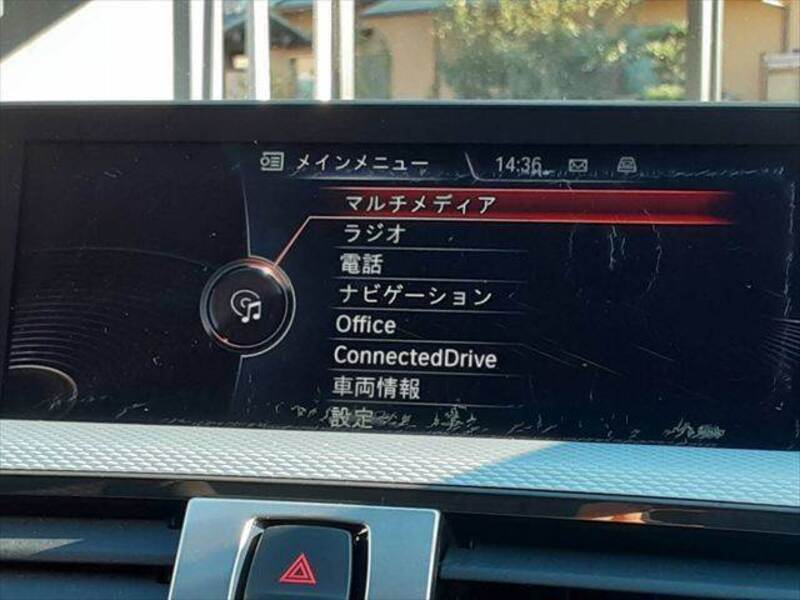 メインメニュー 14:36
マルチメディア
ラジオ
電話
ナビゲーション
Office
ConnectedDrive
車両情報
設定